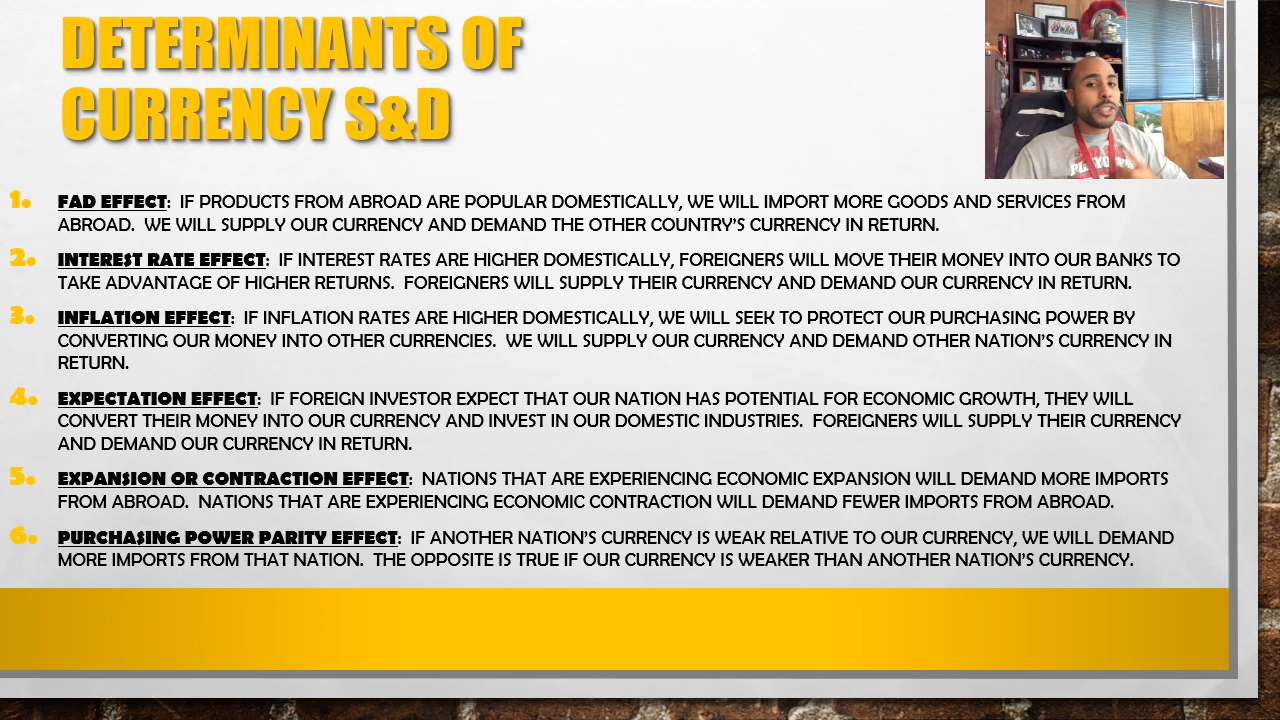 DETERMINANTS OF
CURRENCY S&D
1. FAD EFFECT: IF PRODUCTS FROM ABROAD ARE POPULAR DOMESTICALLY, WE WILL IMPORT MORE GOODS AND SERVICES FROM
ABROAD. WE WILL SUPPLY OUR CURRENCY AND DEMAND THE OTHER COUNTRY'S CURRENCY IN RETURN.
2. INTEREST RATE EFFECT: IF INTEREST RATES ARE HIGHER DOMESTICALLY, FOREIGNERS WILL MOVE THEIR MONEY INTO OUR BANKS TO
TAKE ADVANTAGE OF HIGHER RETURNS. FOREIGNERS WILL SUPPLY THEIR CURRENCY AND DEMAND OUR CURRENCY IN RETURN.
3. INFLATION EFFECT: IF INFLATION RATES ARE HIGHER DOMESTICALLY, WE WILL SEEK TO PROTECT OUR PURCHASING POWER BY
CONVERTING OUR MONEY INTO OTHER CURRENCIES. WE WILL SUPPLY OUR CURRENCY AND DEMAND OTHER NATION'S CURRENCY IN
RETURN.
4. EXPECTATION EFFECT: IF FOREIGN INVESTOR EXPECT THAT OUR NATION HAS POTENTIAL FOR ECONOMIC GROWTH, THEY WILL
CONVERT THEIR MONEY INTO OUR CURRENCY AND INVEST IN OUR DOMESTIC INDUSTRIES. FOREIGNERS WILL SUPPLY THEIR CURRENCY
AND DEMAND OUR CURRENCY IN RETURN.
5. EXPANSION OR CONTRACTION EFFECT: NATIONS THAT ARE EXPERIENCING ECONOMIC EXPANSION WILL DEMAND MORE IMPORTS
FROM ABROAD. NATIONS THAT ARE EXPERIENCING ECONOMIC CONTRACTION WILL DEMAND FEWER IMPORTS FROM ABROAD.
6. PURCHASING POWER PARITY EFFECT: IF ANOTHER NATION'S CURRENCY IS WEAK RELATIVE TO OUR CURRENCY, WE WILL DEMAND
MORE IMPORTS FROM THAT NATION. THE OPPOSITE IS TRUE IF OUR CURRENCY IS WEAKER THAN ANOTHER NATION'S CURRENCY.